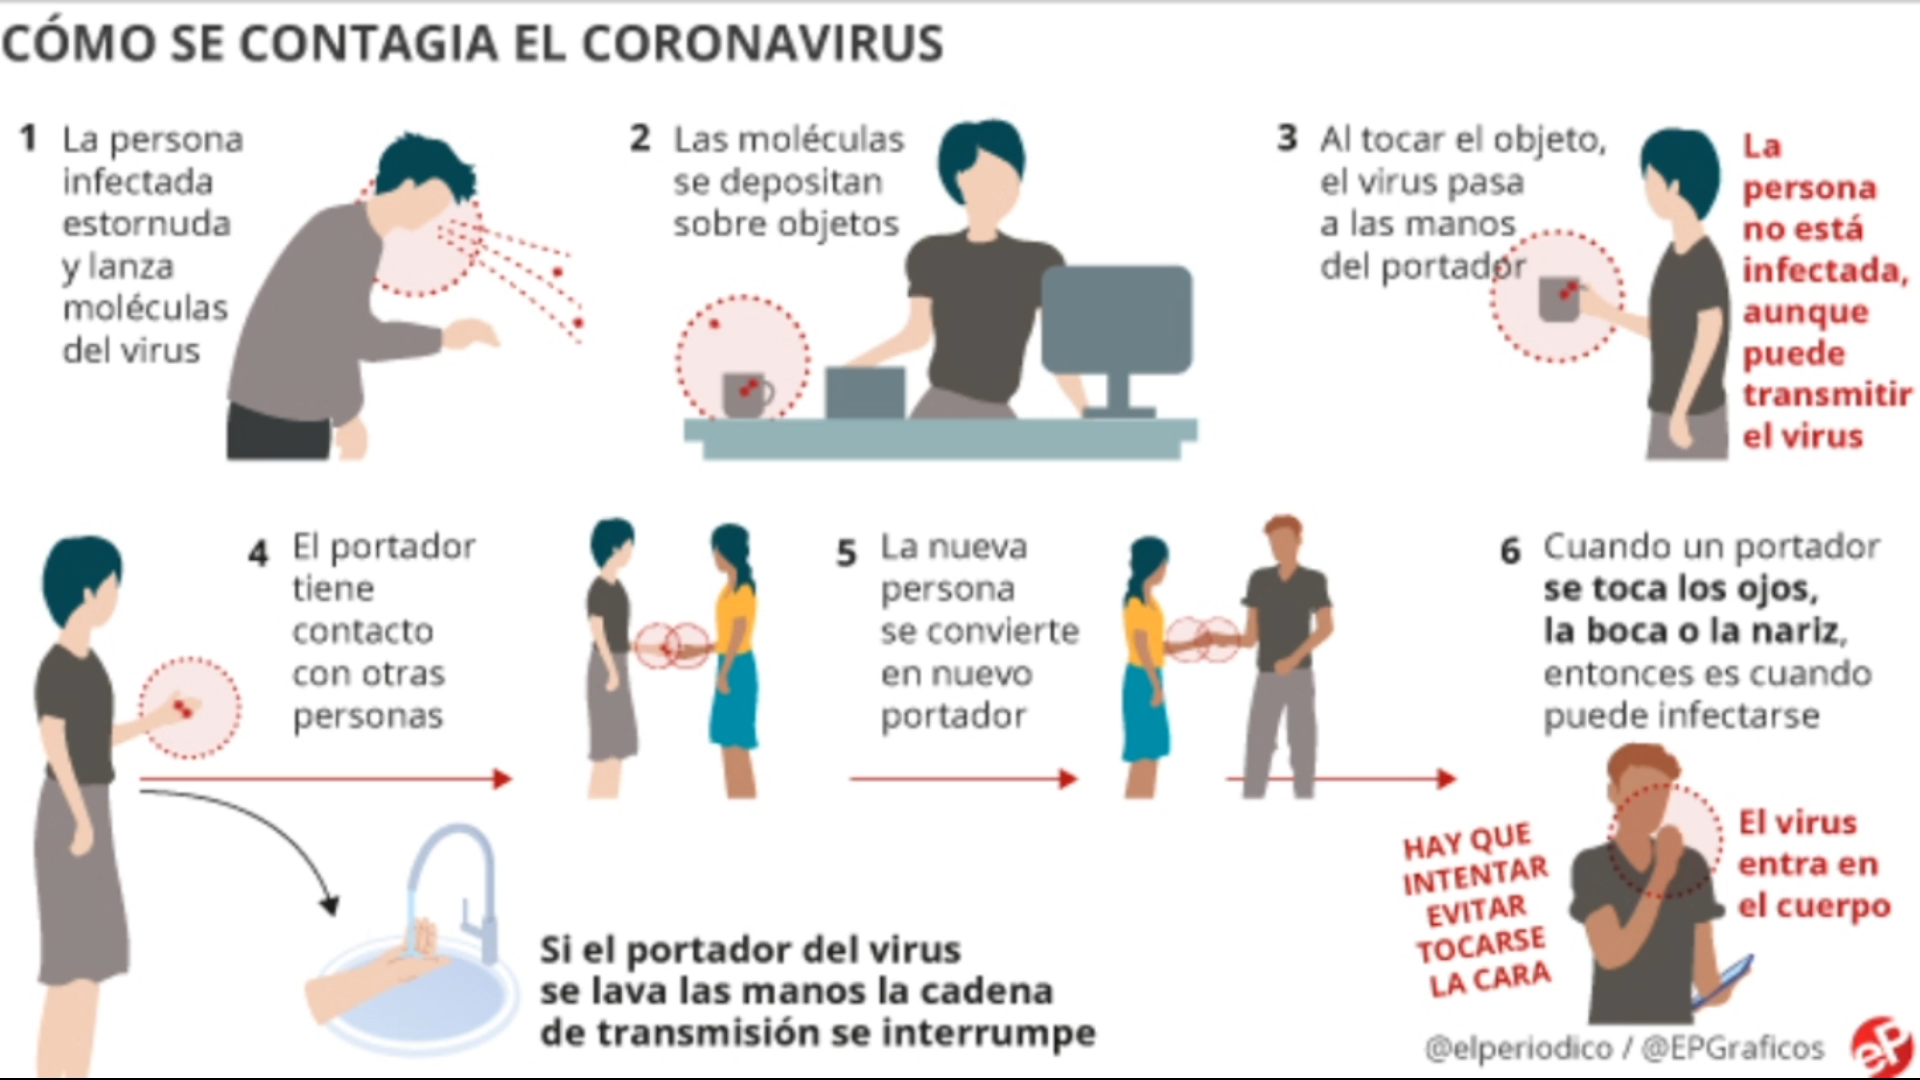 CÓMO SE CONTAGIA EL CORONAVIRUS
1 La persona
infectada
estornuda
y lanza
moléculas
del virus
2 Las moléculas
se depositan
sobre objetos
3 Al tocar el objeto,
el virus pasa
a las manos
del portador
La
persona
no está
infectada,
aunque
puede
transmitir
el virus
4 El portador
tiene
contacto
con otras
personas
5 La nueva
persona
se convierte
en nuevo
portador
6 Cuando un portador
se toca los ojos,
la boca o la nariz,
entonces es cuando
puede infectarse
HAY QUE
INTENTAR
EVITAR
TOCARSE
LA CARA
El virus
entra en
el cuerpo
Si el portador del virus
se lava las manos la cadena
de transmisión se interrumpe
@elperiodico / @EPGraficos
eP